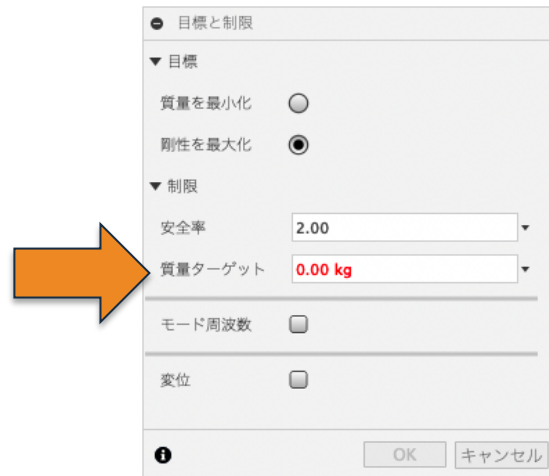 目標と制限
目標
質量を最小化
剛性を最大化
制限
安全率 2.00
質量ターゲット 0.00 kg
モード周波数
変位
OK キャンセル